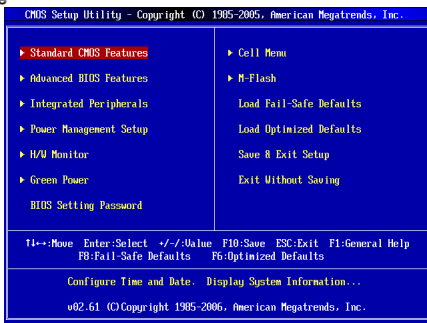 CMOS Setup Utility - Copyright (C) 1985-2005, American Megatrends, Inc.
▶ Standard CMOS Features
▶ Advanced BIOS Features
▶ Integrated Peripherals
▶ Power Management Setup
▶ H/W Monitor
▶ Green Power
BIOS Setting Password
▶ Cell Menu
▶ M-Flash
Load Fail-Safe Defaults
Load Optimized Defaults
Save & Exit Setup
Exit Without Saving
↑↓←→:Move Enter:Select +/-/:Value F10:Save ESC:Exit F1:General Help
F8:Fail-Safe Defaults F6:Optimized Defaults
Configure Time and Date. Display System Information...
v02.61 (C)Copyright 1985-2006, American Megatrends, Inc.